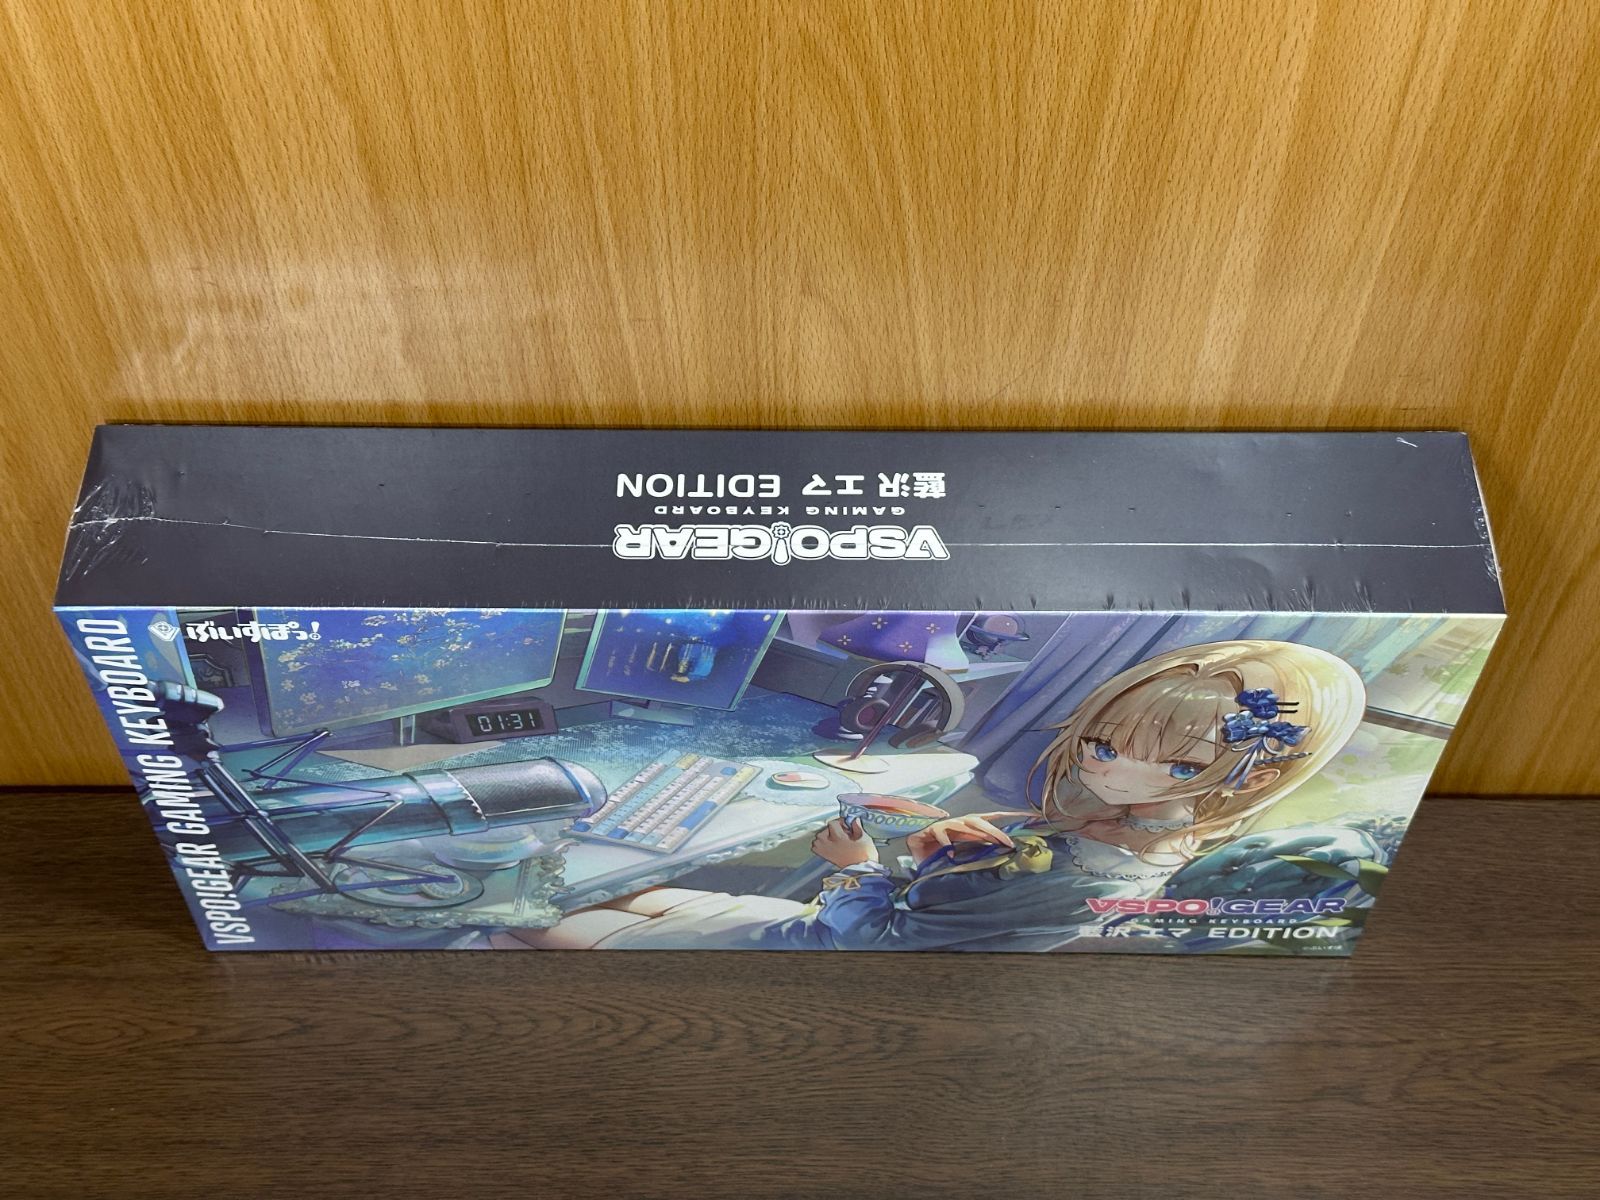 VSPO!GEAR
GAMING KEYBOARD
藍沢 エマ EDITION
ぶいすぽっ!
VSPO!GEAR GAMING KEYBOARD
01:31
VSPO!GEAR
GAMING KEYBOARD
藍沢 エマ EDITION